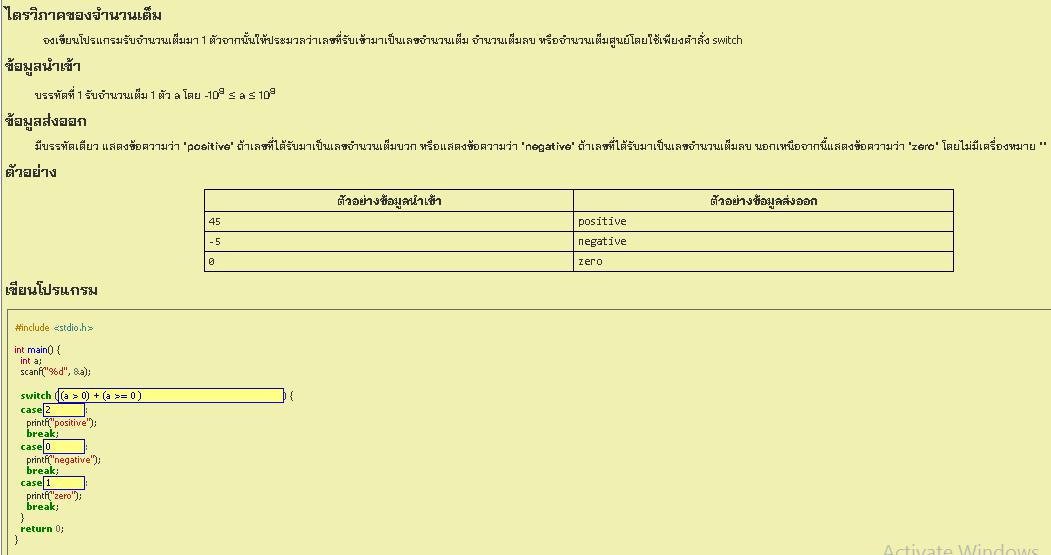 ไตรวิภาคของจำนวนเต็ม
จงเขียนโปรแกรมรับจำนวนเต็มมา 1 ตัวจากนั้นให้ประมวลว่าเลขที่รับเข้ามาเป็นเลขจำนวนเต็ม จำนวนเต็มลบ หรือจำนวนเต็มศูนย์โดยใช้เพียงคำสั่ง switch
ข้อมูลนำเข้า
บรรทัดที่ 1 รับจำนวนเต็ม 1 ตัว a โดย -10⁹ ≤ a ≤ 10⁹
ข้อมูลส่งออก
มีบรรทัดเดียว แสดงข้อความว่า "positive" ถ้าเลขที่ได้รับมาเป็นเลขจำนวนเต็มบวก หรือแสดงข้อความว่า "negative" ถ้าเลขที่ได้รับมาเป็นเลขจำนวนเต็มลบ นอกเหนือจากนี้แสดงข้อความว่า "zero" โดยไม่มีเครื่องหมาย ""
ตัวอย่าง
ตัวอย่างข้อมูลนำเข้า ตัวอย่างข้อมูลส่งออก
45 positive
-5 negative
0 zero
เขียนโปรแกรม
#include <stdio.h>
int main() {
int a;
scanf("%d", &a);
switch ( (a > 0) + (a >= 0 ) ) {
case 2 :
printf("positive");
break;
case 0 :
printf("negative");
break;
case 1 :
printf("zero");
break;
}
return 0;
}
Activate Windows